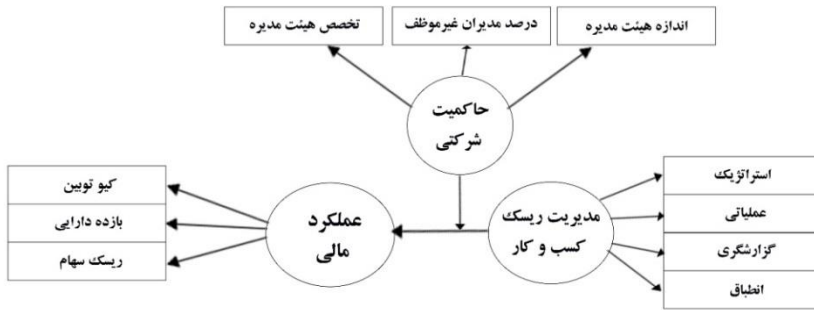 اندازه هیئت مدیره
درصد مدیران غیرموظف
تخصص هیئت مدیره
حاکمیت
شرکتی
استراتژیک
عملیاتی
گزارشگری
انطباق
مدیریت ریسک
کسب و کار
عملکرد
مالی
کیو توبین
بازده دارایی
ریسک سهام